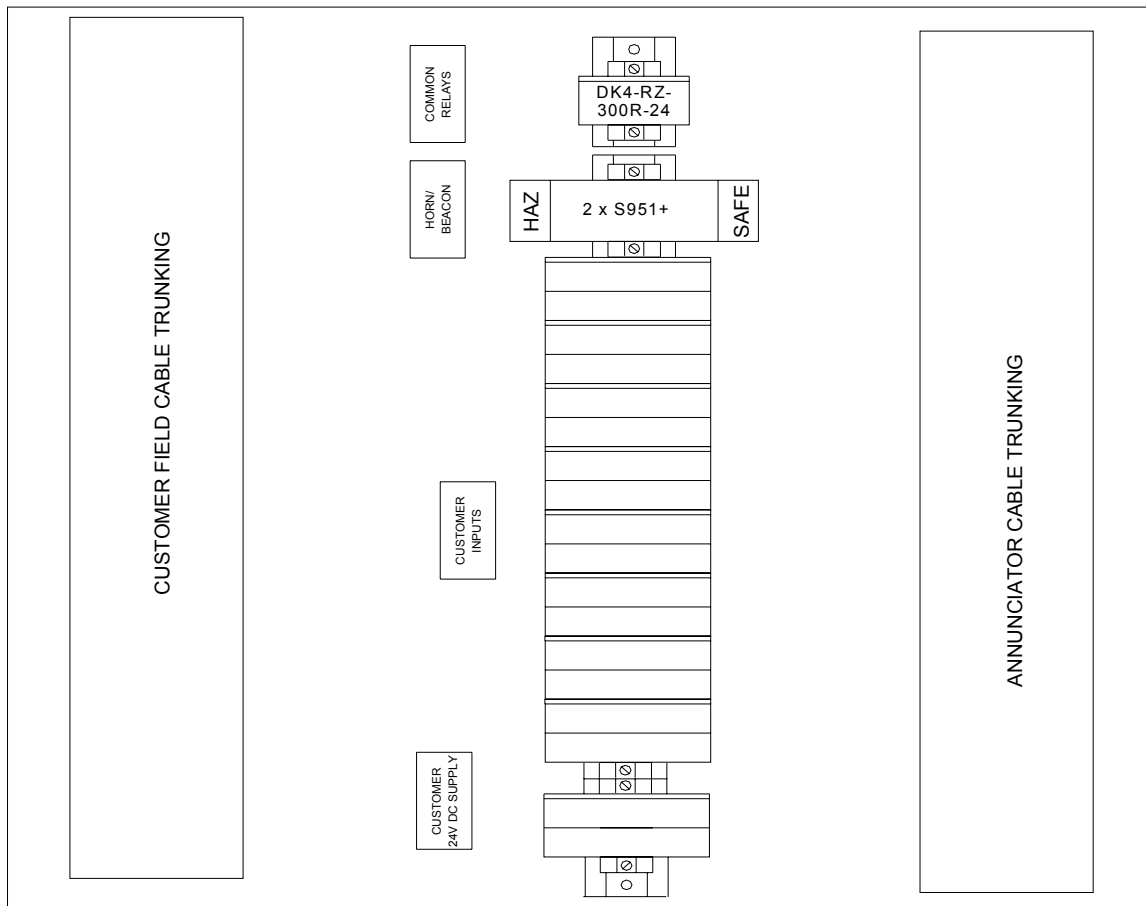 COMMON
RELAYS
DK4-RZ-
300R-24
HORN/
BEACON
HAZ
2 x S951+
SAFE
CUSTOMER FIELD CABLE TRUNKING
CUSTOMER
INPUTS
ANNUNCIATOR CABLE TRUNKING
CUSTOMER
24V DC SUPPLY